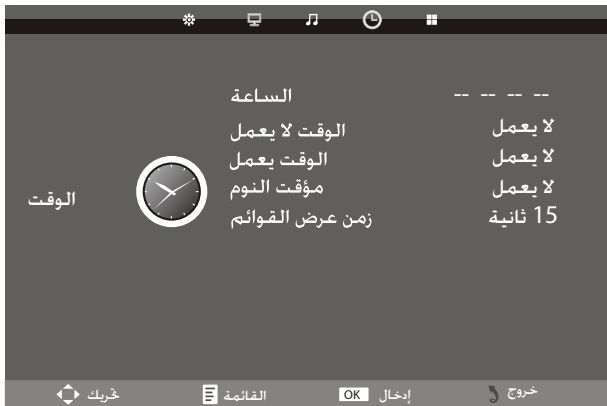 الساعة -- -- -- --
الوقت لا يعمل لا يعمل
الوقت يعمل لا يعمل
مؤقت النوم لا يعمل
زمن عرض القوائم 15 ثانية
الوقت
خروج
إدخال OK
القائمة
تحريك